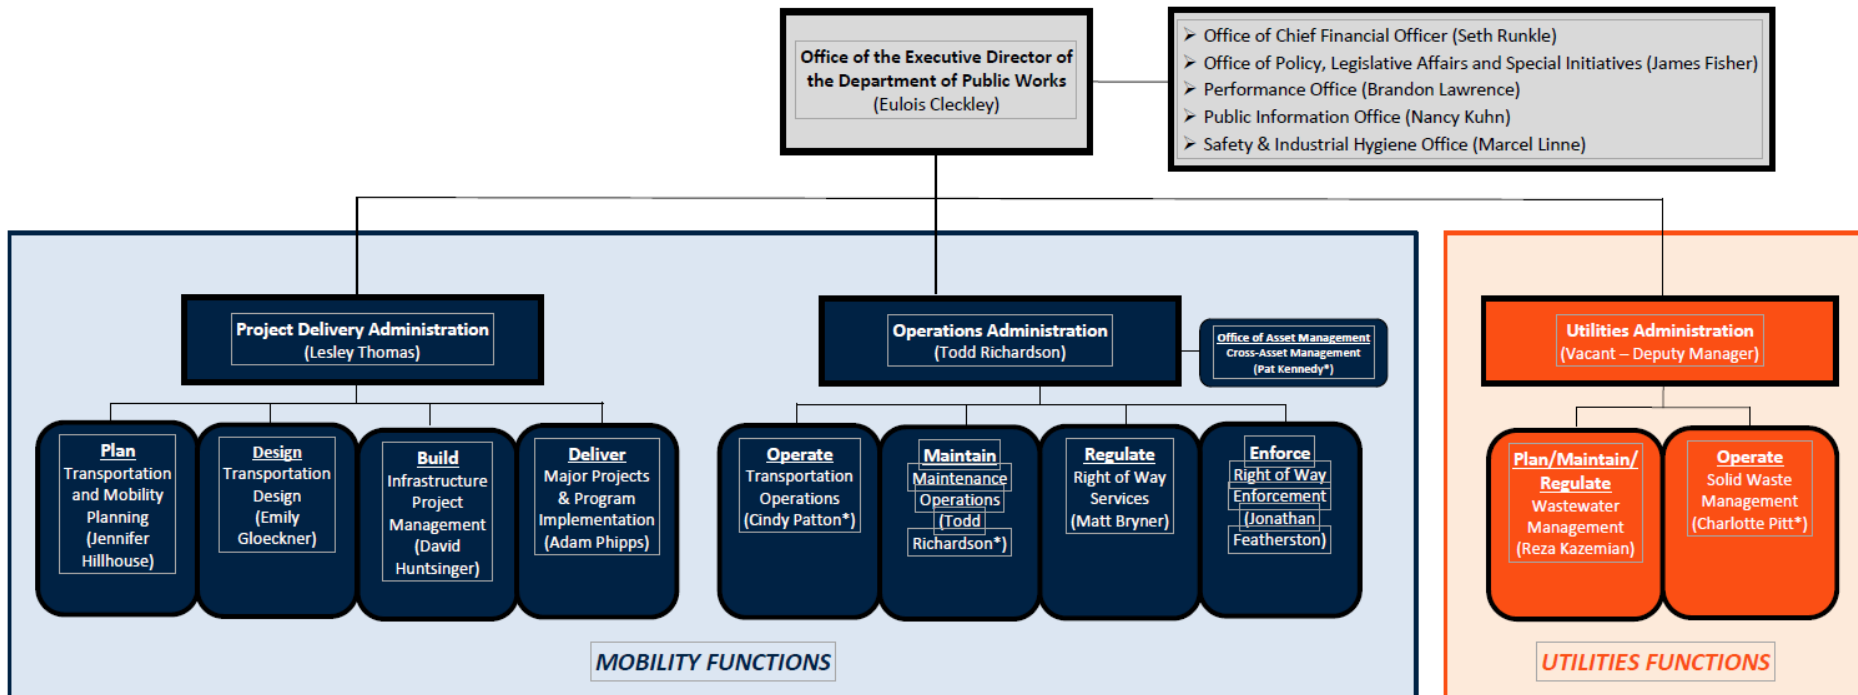 Office of the Executive Director of
the Department of Public Works
(Eulois Cleckley)
➢ Office of Chief Financial Officer (Seth Runkle)
➢ Office of Policy, Legislative Affairs and Special Initiatives (James Fisher)
➢ Performance Office (Brandon Lawrence)
➢ Public Information Office (Nancy Kuhn)
➢ Safety & Industrial Hygiene Office (Marcel Linne)
Project Delivery Administration
(Lesley Thomas)
Operations Administration
(Todd Richardson)
Office of Asset Management
Cross-Asset Management
(Pat Kennedy*)
Utilities Administration
(Vacant – Deputy Manager)
Plan
Transportation
and Mobility
Planning
(Jennifer
Hillhouse)
Design
Transportation
Design
(Emily
Gloeckner)
Build
Infrastructure
Project
Management
(David
Huntsinger)
Deliver
Major Projects
& Program
Implementation
(Adam Phipps)
Operate
Transportation
Operations
(Cindy Patton*)
Maintain
Maintenance
Operations
(Todd
Richardson*)
Regulate
Right of Way
Services
(Matt Bryner)
Enforce
Right of Way
Enforcement
(Jonathan
Featherston)
Plan/Maintain/
Regulate
Wastewater
Management
(Reza Kazemian)
Operate
Solid Waste
Management
(Charlotte Pitt*)
MOBILITY FUNCTIONS
UTILITIES FUNCTIONS